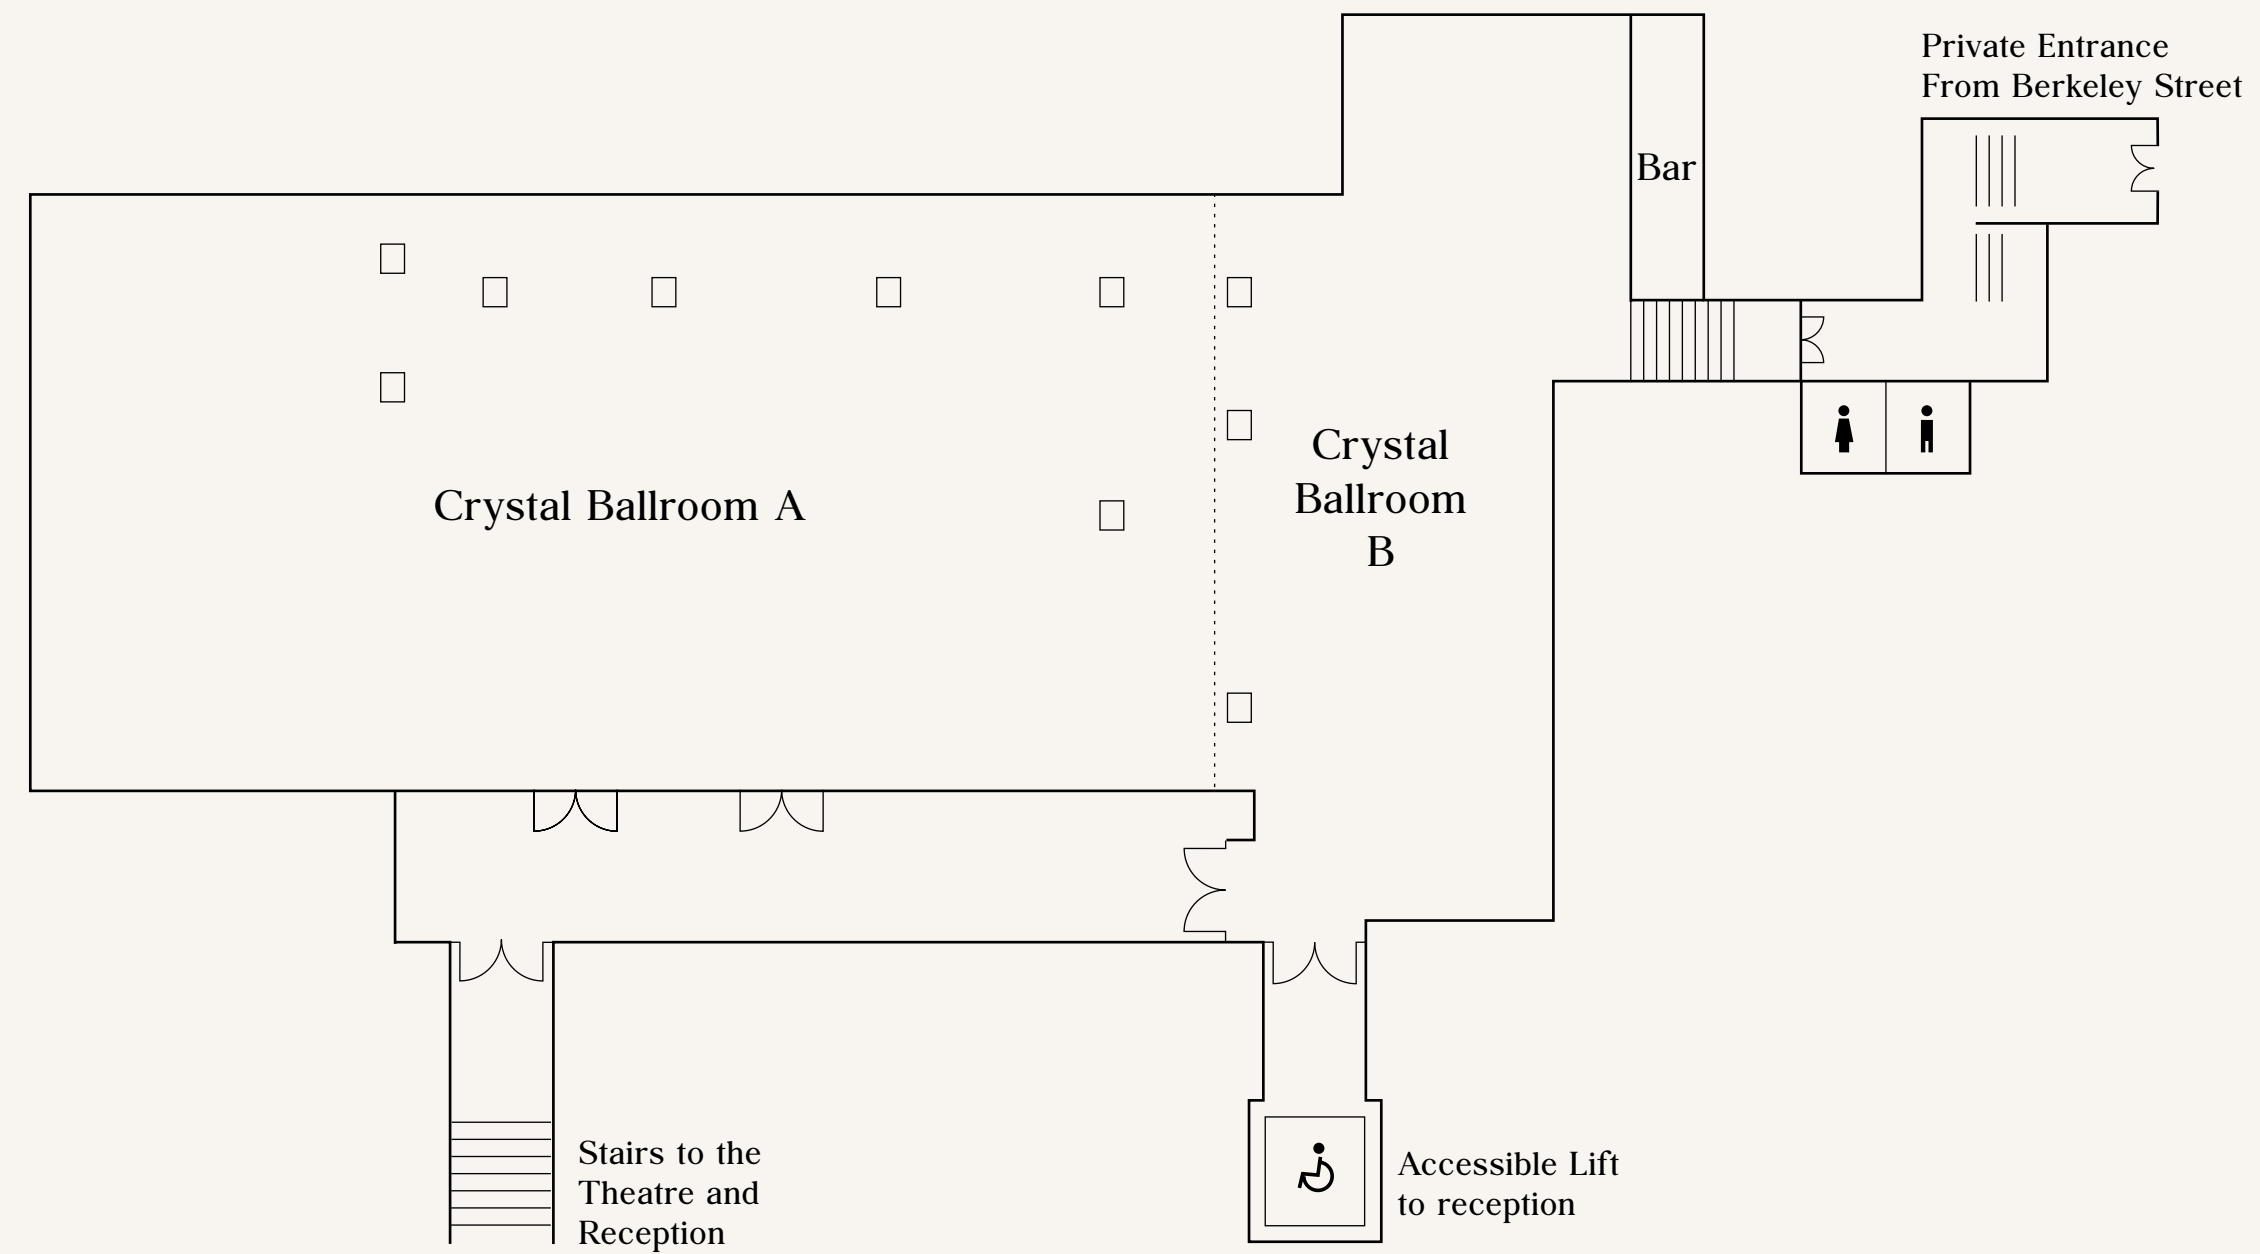 Private Entrance
From Berkeley Street
Bar
Crystal Ballroom A
Crystal
Ballroom
B
Stairs to the
Theatre and
Reception
Accessible Lift
to reception